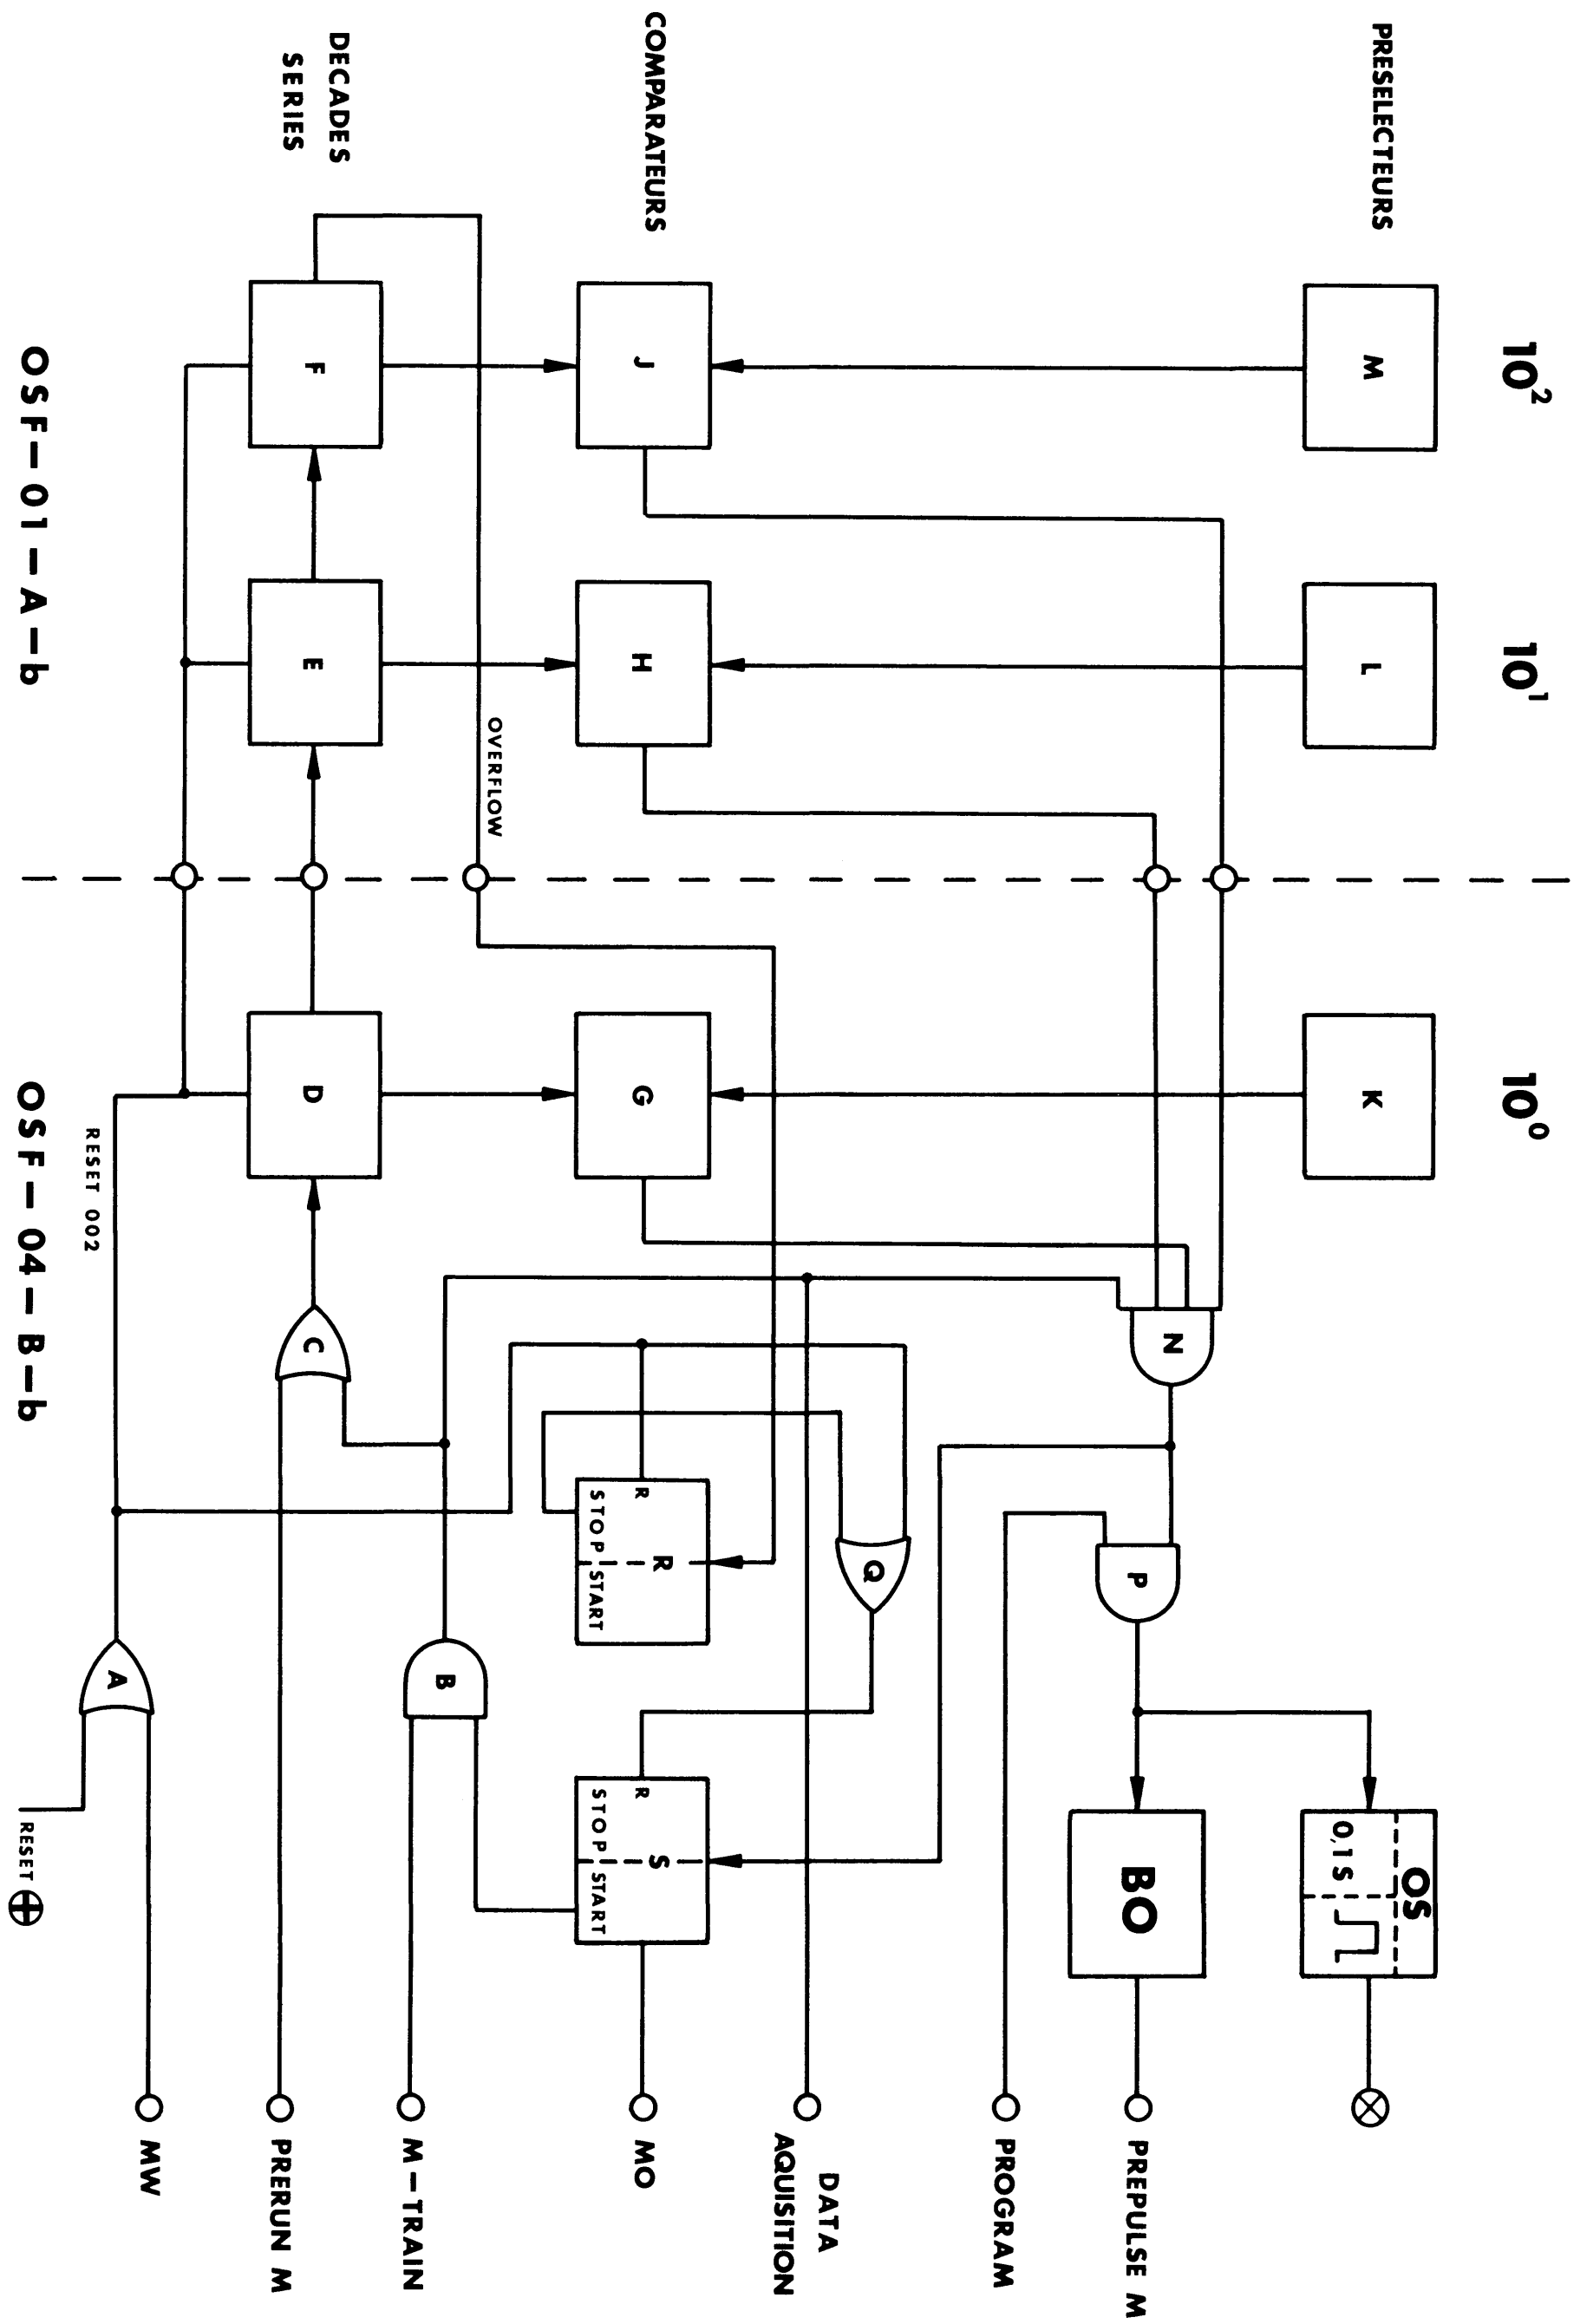 PRESELECTEURS
10²
10¹
10⁰
M
L
K
COMPARATEURS
J
H
G
DECADES
SERIES
F
E
D
OVERFLOW
N
P
OS
0,1 S
BO
Q
R
STOP
START
R
R
STOP
START
S
C
B
A
RESET 002
RESET
PREPULSE M
PROGRAM
DATA
AQUISITION
MO
M-TRAIN
PRERUN M
MW
OSF-01-A-b
OSF-04-B-b